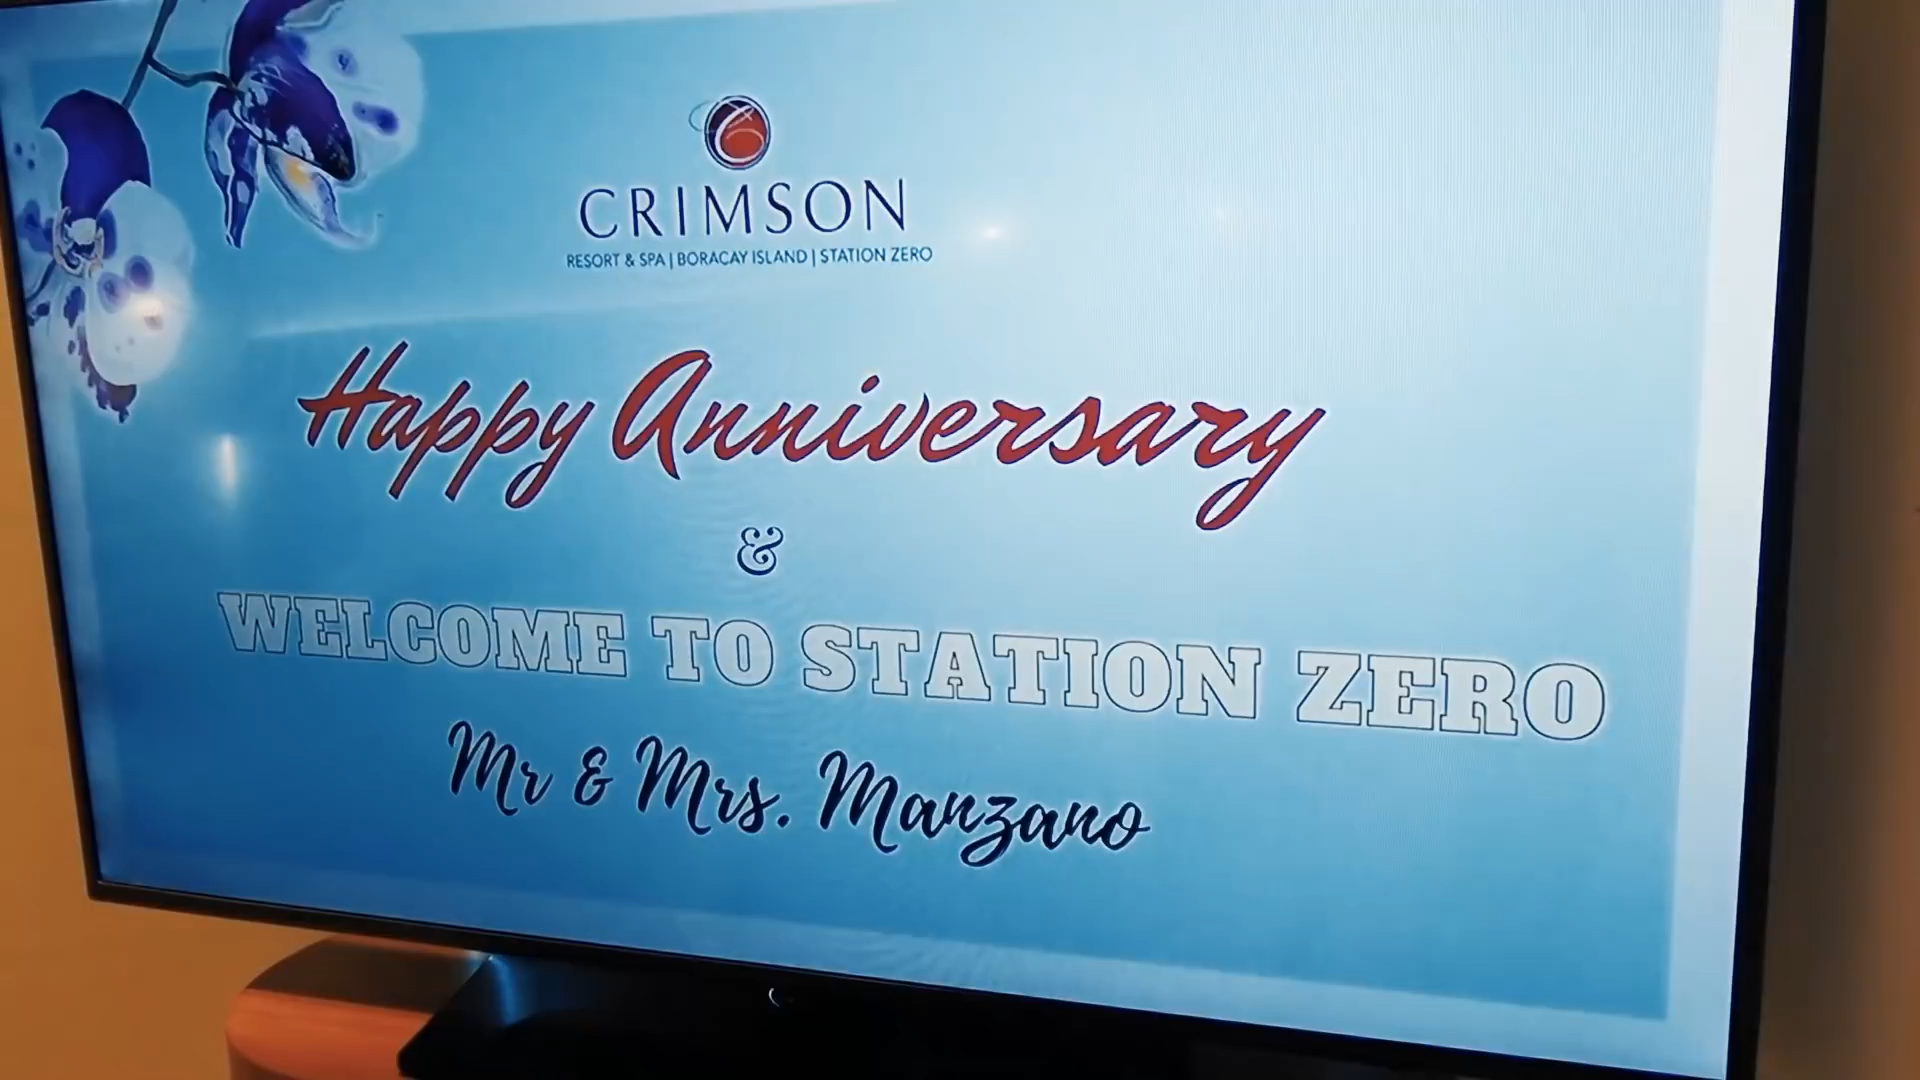 CRIMSON
RESORT & SPA | BORACAY ISLAND | STATION ZERO
Happy Anniversary
&
WELCOME TO STATION ZERO
Mr & Mrs. Manzano